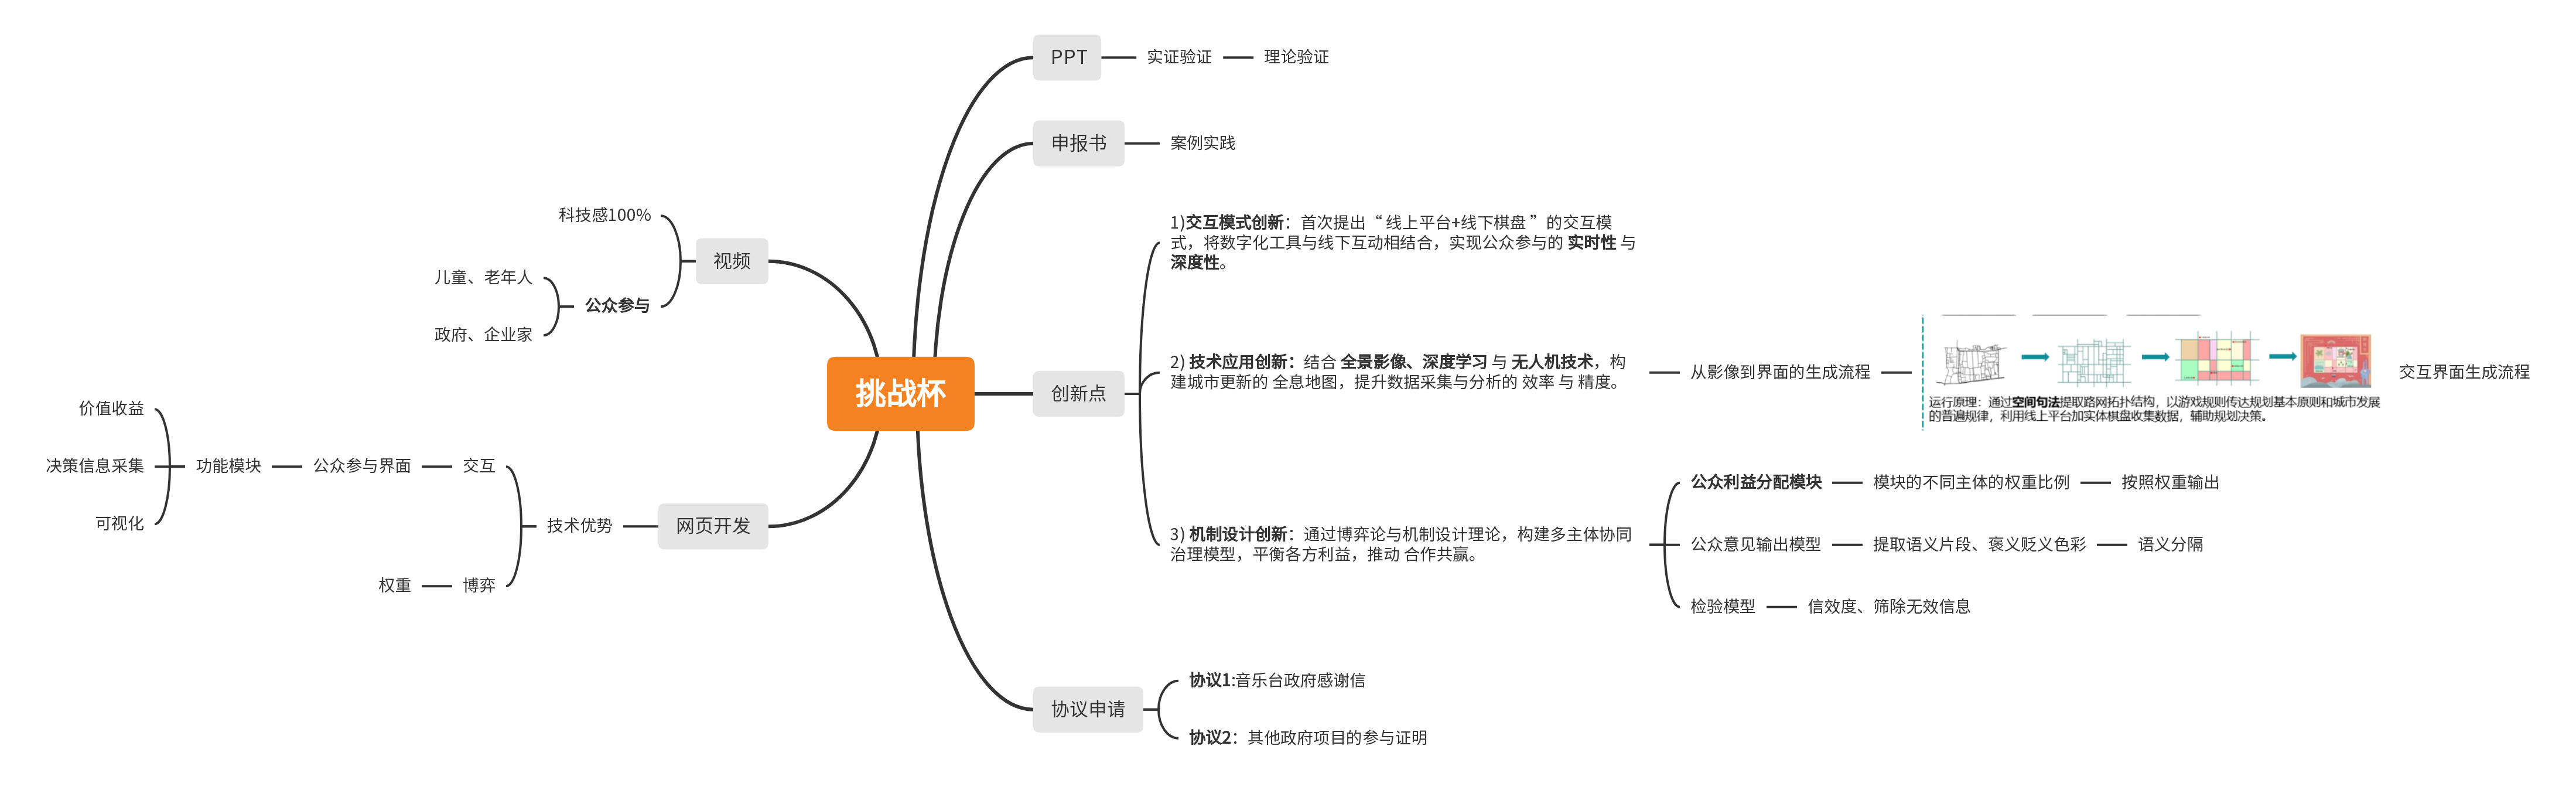 挑战杯
PPT
实证验证
理论验证
申报书
案例实践
创新点
1)交互模式创新：首次提出“ 线上平台+线下棋盘 ”的交互模
式，将数字化工具与线下互动相结合，实现公众参与的 实时性 与
深度性。
2) 技术应用创新：结合 全景影像、深度学习 与 无人机技术，构
建城市更新的 全息地图，提升数据采集与分析的 效率 与 精度。
从影像到界面的生成流程
运行原理：通过空间句法提取路网拓扑结构，以游戏规则传达规划基本原则和城市发展
的普遍规律，利用线上平台加实体棋盘收集数据，辅助规划决策。
交互界面生成流程
3) 机制设计创新：通过博弈论与机制设计理论，构建多主体协同
治理模型，平衡各方利益，推动 合作共赢。
公众利益分配模块
模块的不同主体的权重比例
按照权重输出
公众意见输出模型
提取语义片段、褒义贬义色彩
语义分隔
检验模型
信效度、筛除无效信息
协议申请
协议1:音乐台政府感谢信
协议2：其他政府项目的参与证明
视频
科技感100%
公众参与
儿童、老年人
政府、企业家
网页开发
技术优势
交互
公众参与界面
功能模块
价值收益
决策信息采集
可视化
博弈
权重